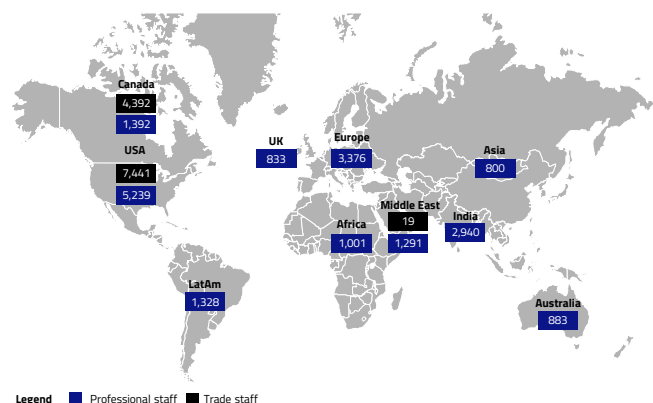 Canada
4,392
1,392
USA
7,441
5,239
UK
833
Europe
3,376
Asia
800
Middle East
19
1,291
Africa
1,001
India
2,940
LatAm
1,328
Australia
883
Legend Professional staff Trade staff